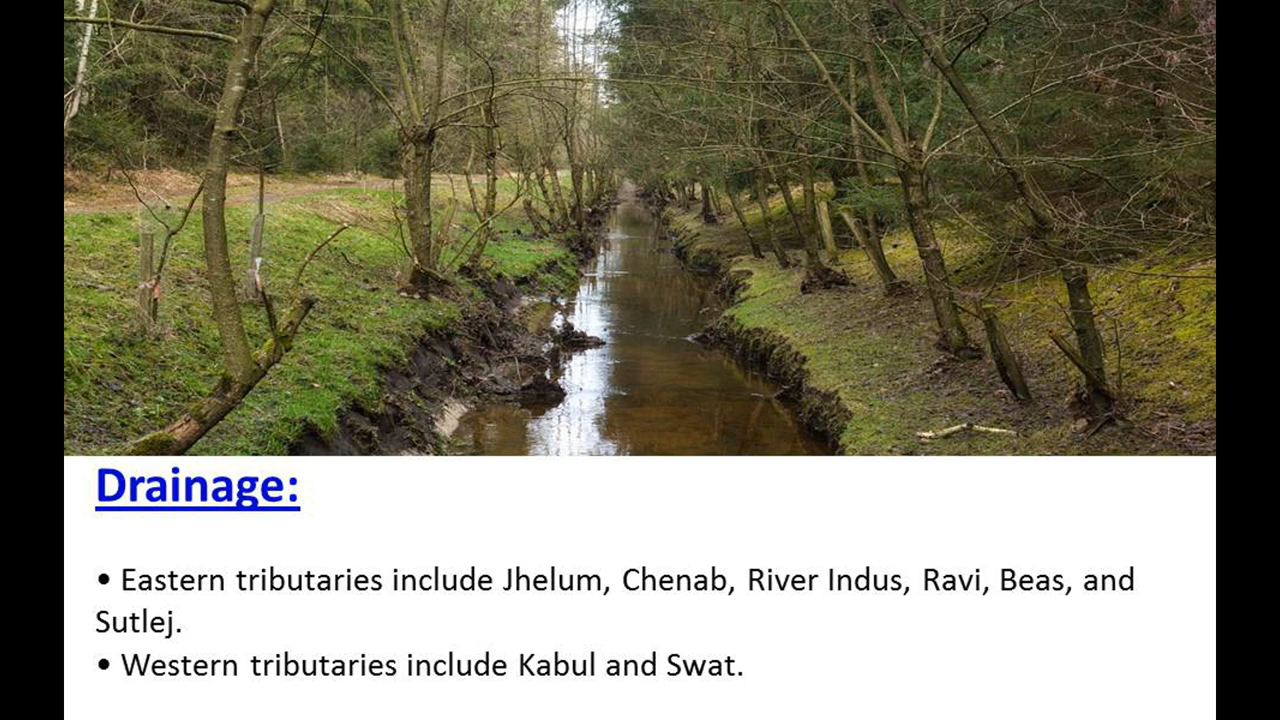 Drainage:
• Eastern tributaries include Jhelum, Chenab, River Indus, Ravi, Beas, and
Sutlej.
• Western tributaries include Kabul and Swat.